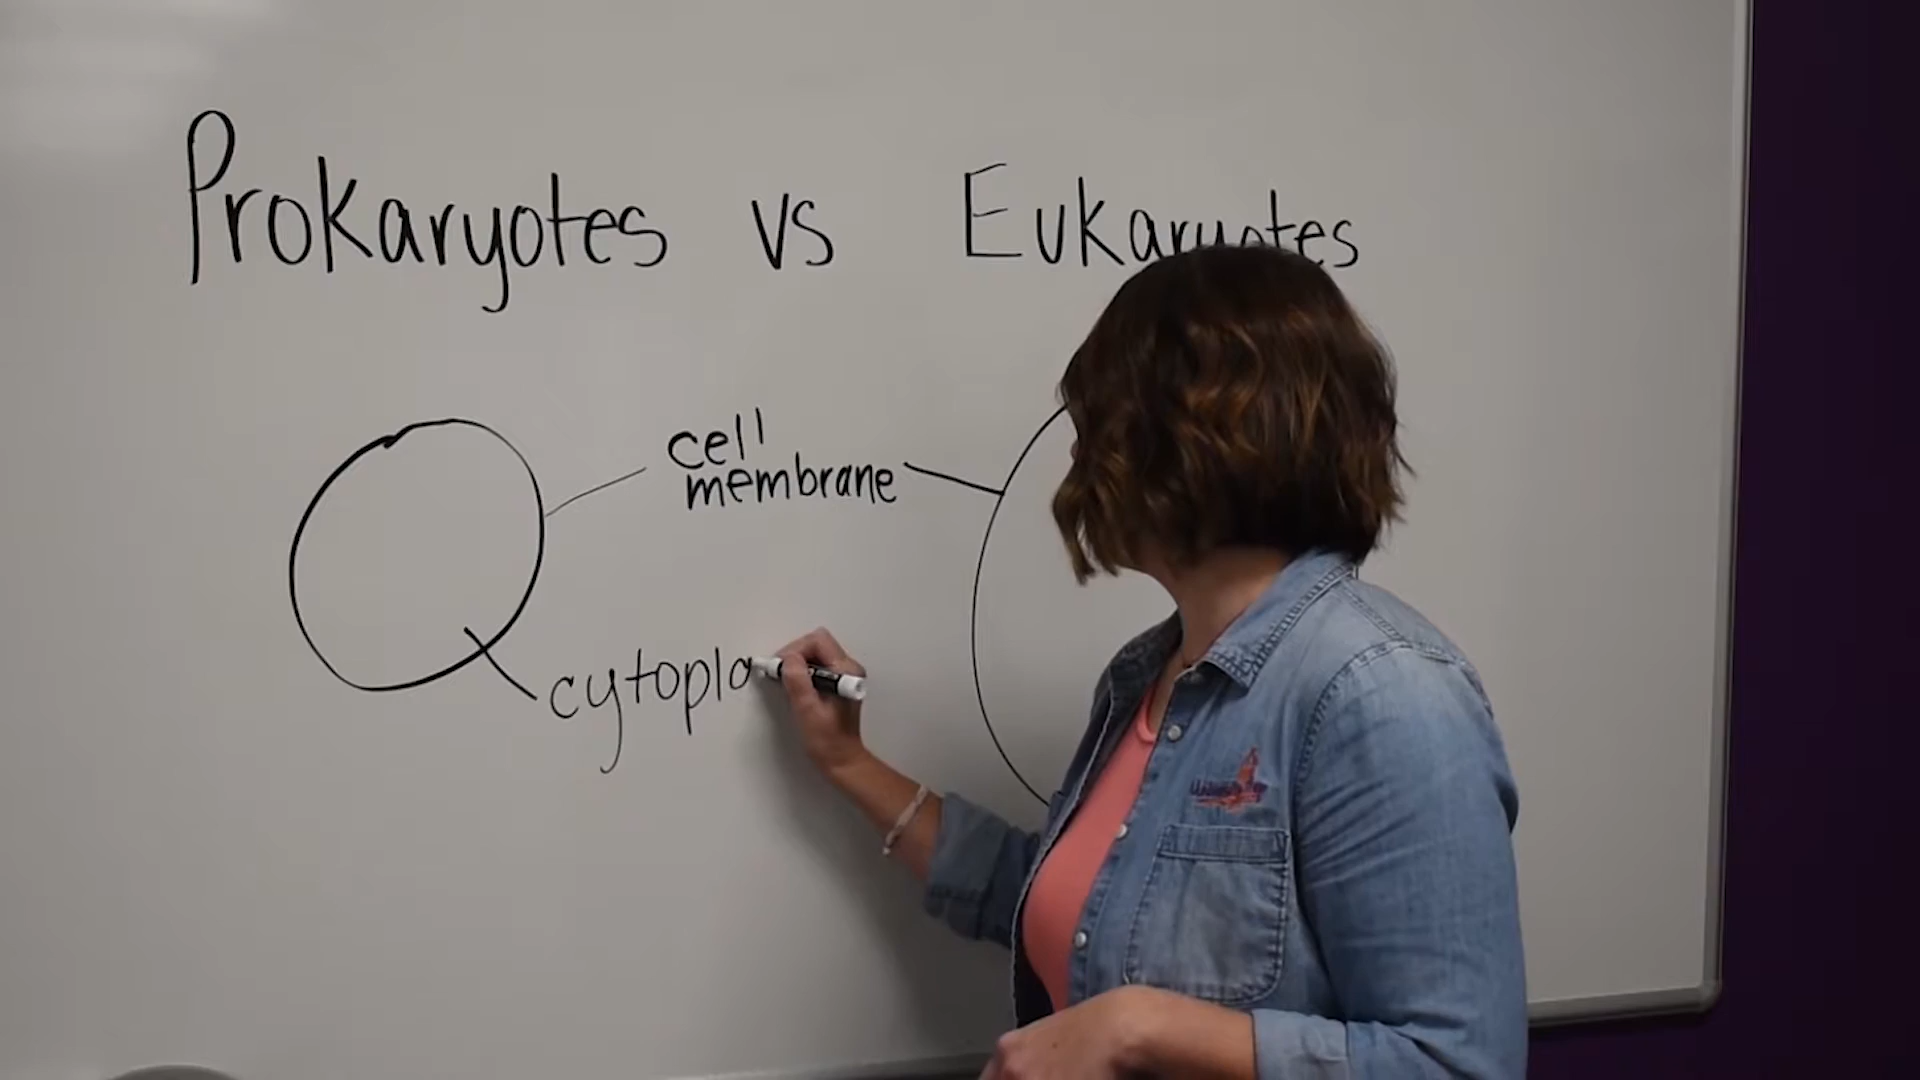 Prokaryotes vs Eukaryotes
cell
membrane
cytopla